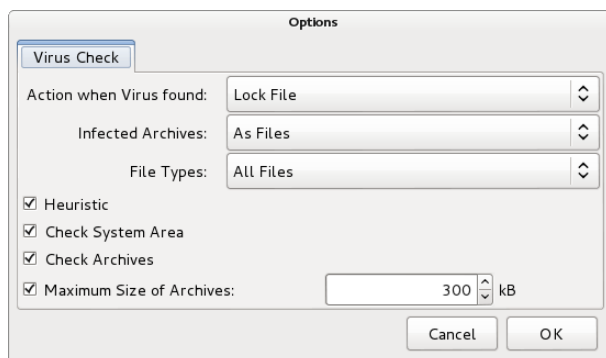 Options
Virus Check
Action when Virus found: Lock File
Infected Archives: As Files
File Types: All Files
Heuristic
Check System Area
Check Archives
Maximum Size of Archives: 300 kB
Cancel OK